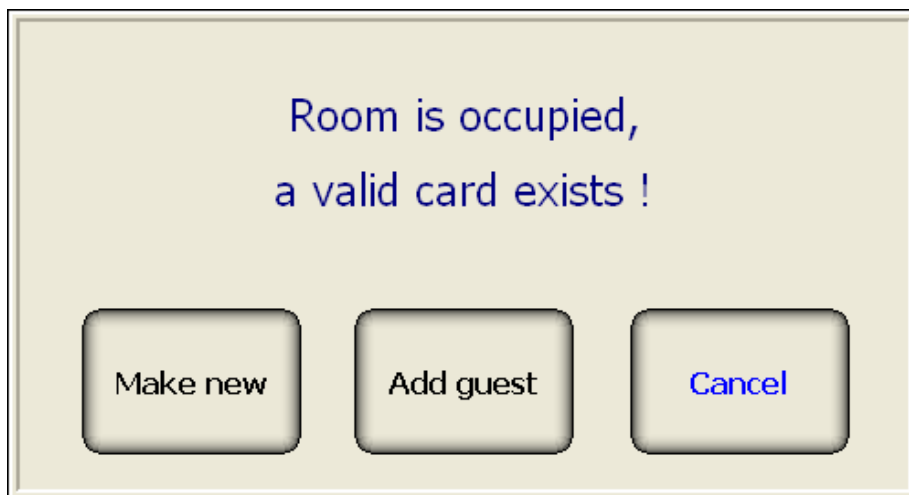 Room is occupied,
a valid card exists !
Make new
Add guest
Cancel